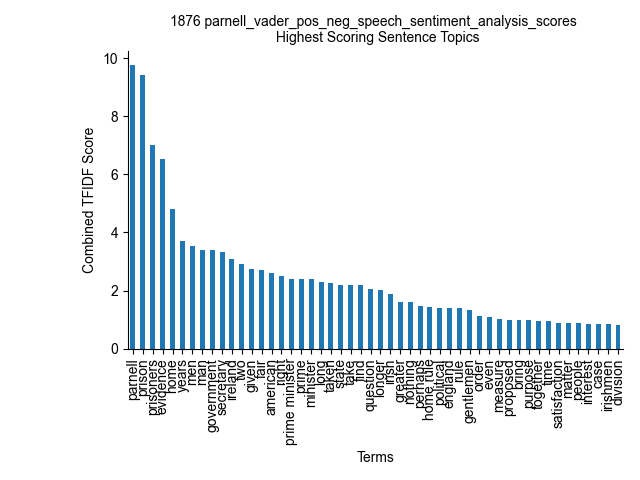 1876 parnell_vader_pos_neg_speech_sentiment_analysis_scores
Highest Scoring Sentence Topics
Combined TFIDF Score
10
8
6
4
2
0
parnell
prison
prisoners
evidence
home
years
men
man
government
secretary
ireland
two
given
fair
american
right
prime minister
prime
minister
long
taken
state
take
find
question
longer
irish
greater
nothing
perhaps
home rule
political
england
rule
gentlemen
order
even
measure
proposed
bring
purpose
together
time
satisfaction
matter
people
interest
case
irishmen
division
Terms